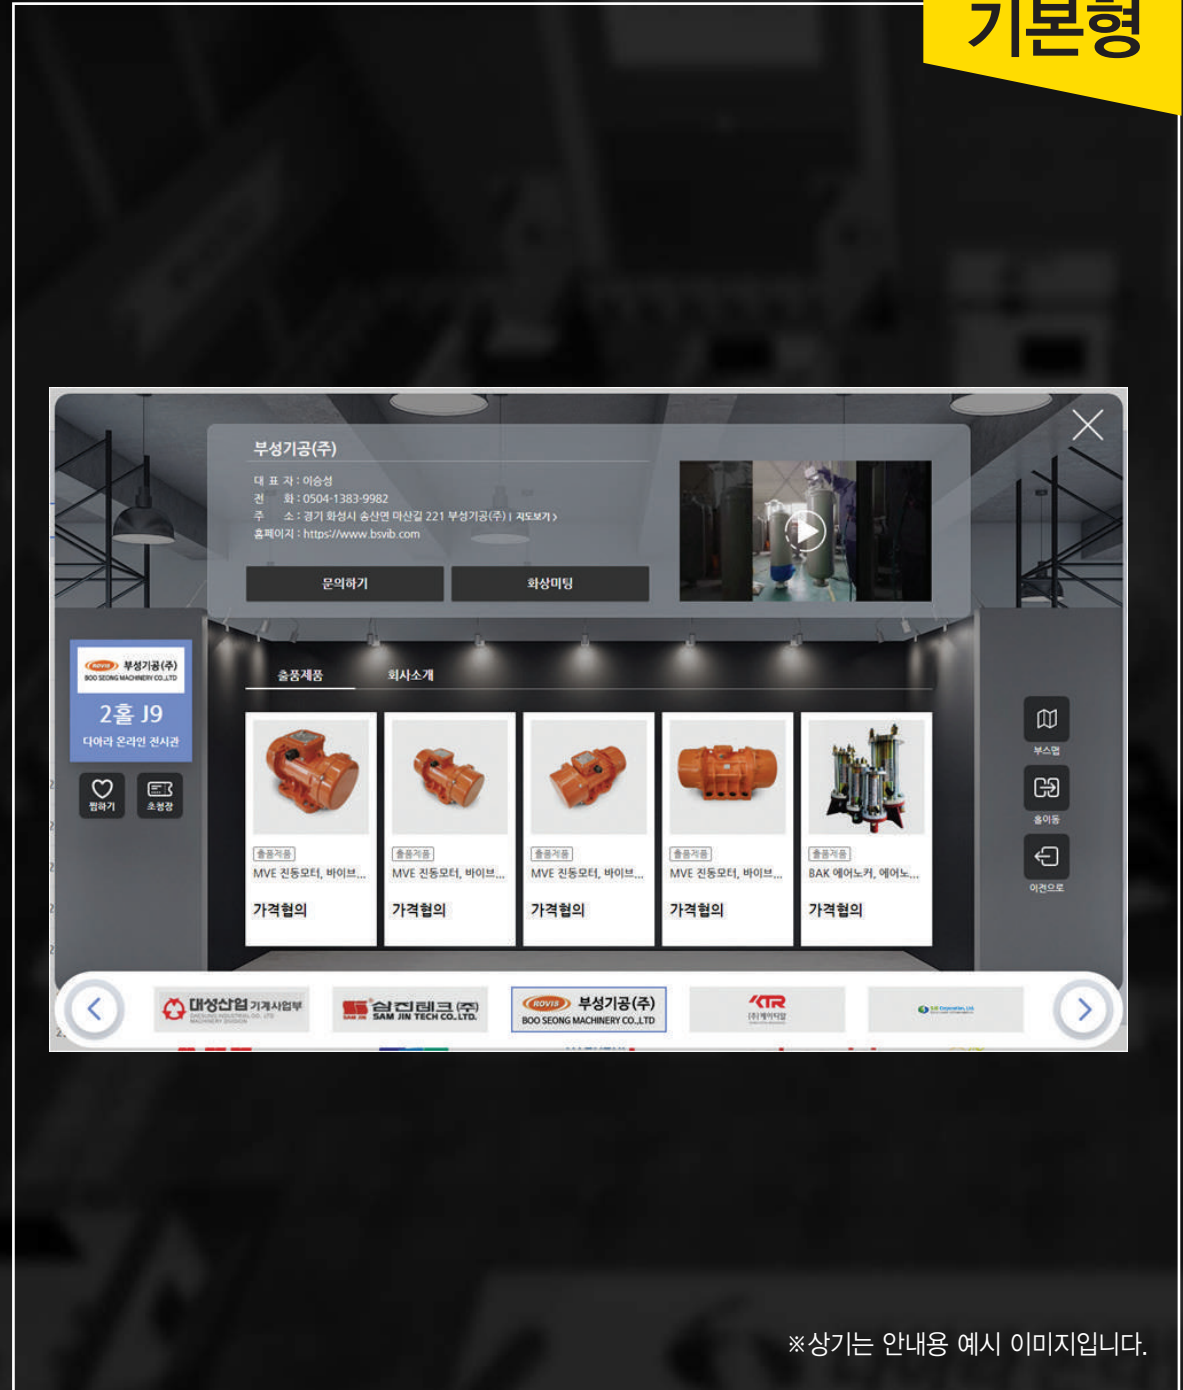 기본형
부성기공(주)
대 표 자 : 이승성
전 화 : 0504-1383-9982
주 소 : 경기 화성시 송산면 마산길 221 부성기공(주) | 지도보기 >
홈페이지 : https://www.bsvib.com
문의하기
화상미팅
ROVIS 부성기공(주)
BOO SEONG MACHINERY CO.,LTD
2홀 J9
다아라 온라인 전시관
찜하기
초청장
출품제품
회사소개
출품제품
MVE 진동모터, 바이브...
가격협의
출품제품
MVE 진동모터, 바이브...
가격협의
출품제품
MVE 진동모터, 바이브...
가격협의
출품제품
MVE 진동모터, 바이브...
가격협의
출품제품
BAK 에어노커, 에어노...
가격협의
부스맵
홀이동
이전으로
대성산업 기계사업부
MACHINERY DIVISION
삼진테크(주)
SAM JIN TECH CO., LTD.
ROVIS 부성기공(주)
BOO SEONG MACHINERY CO.,LTD
KTR
(주)케이티알
※상기는 안내용 예시 이미지입니다.